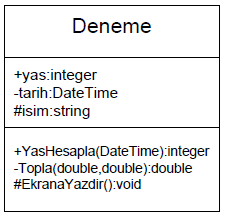 Deneme
+yas:integer
-tarih:DateTime
#isim:string
+YasHesapla(DateTime):integer
-Topla(double,double):double
#EkranaYazdir():void